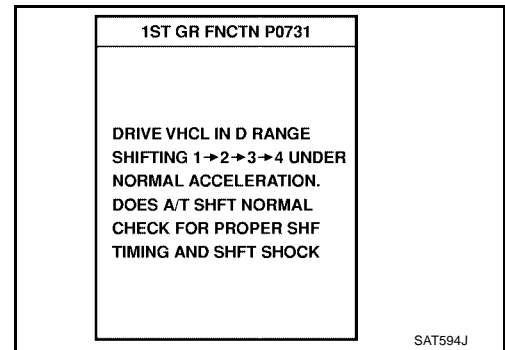 1ST GR FNCTN P0731
DRIVE VHCL IN D RANGE
SHIFTING 1→2→3→4 UNDER
NORMAL ACCELERATION.
DOES A/T SHFT NORMAL
CHECK FOR PROPER SHF
TIMING AND SHFT SHOCK
SAT594J